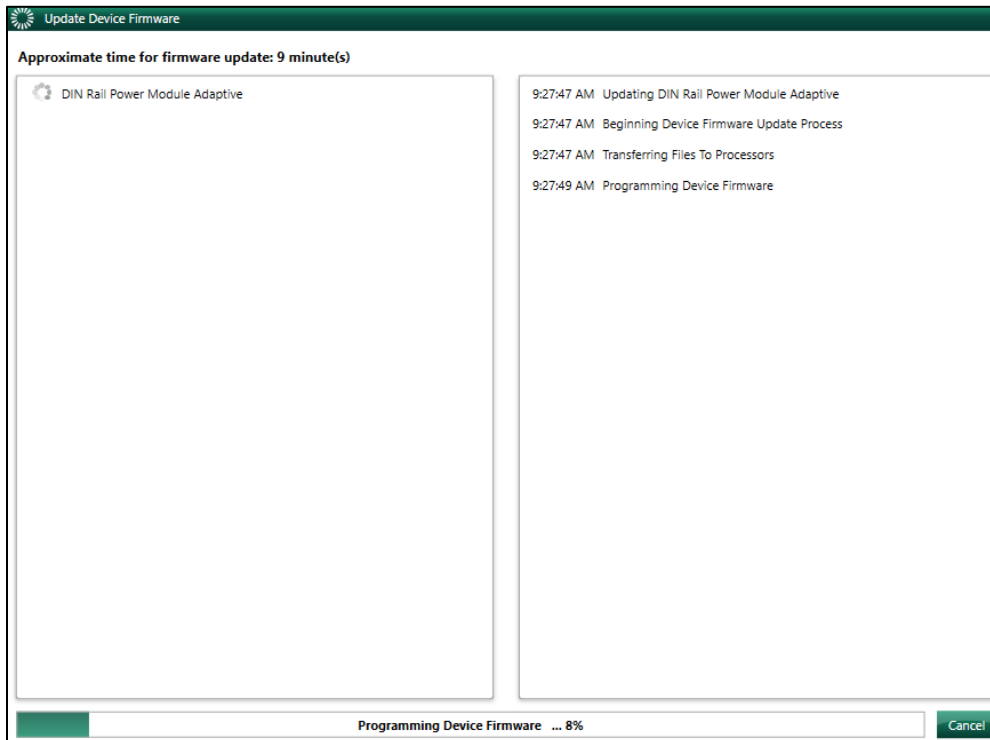 Update Device Firmware
Approximate time for firmware update: 9 minute(s)
DIN Rail Power Module Adaptive
9:27:47 AM Updating DIN Rail Power Module Adaptive
9:27:47 AM Beginning Device Firmware Update Process
9:27:47 AM Transferring Files To Processors
9:27:49 AM Programming Device Firmware
Programming Device Firmware ... 8%
Cancel